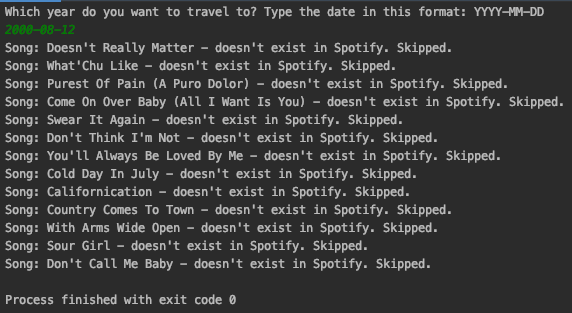 Which year do you want to travel to? Type the date in this format: YYYY-MM-DD
2000-08-12
Song: Doesn't Really Matter - doesn't exist in Spotify. Skipped.
Song: What'Chu Like - doesn't exist in Spotify. Skipped.
Song: Purest Of Pain (A Puro Dolor) - doesn't exist in Spotify. Skipped.
Song: Come On Over Baby (All I Want Is You) - doesn't exist in Spotify. Skipped.
Song: Swear It Again - doesn't exist in Spotify. Skipped.
Song: Don't Think I'm Not - doesn't exist in Spotify. Skipped.
Song: You'll Always Be Loved By Me - doesn't exist in Spotify. Skipped.
Song: Cold Day In July - doesn't exist in Spotify. Skipped.
Song: Californication - doesn't exist in Spotify. Skipped.
Song: Country Comes To Town - doesn't exist in Spotify. Skipped.
Song: With Arms Wide Open - doesn't exist in Spotify. Skipped.
Song: Sour Girl - doesn't exist in Spotify. Skipped.
Song: Don't Call Me Baby - doesn't exist in Spotify. Skipped.
Process finished with exit code 0